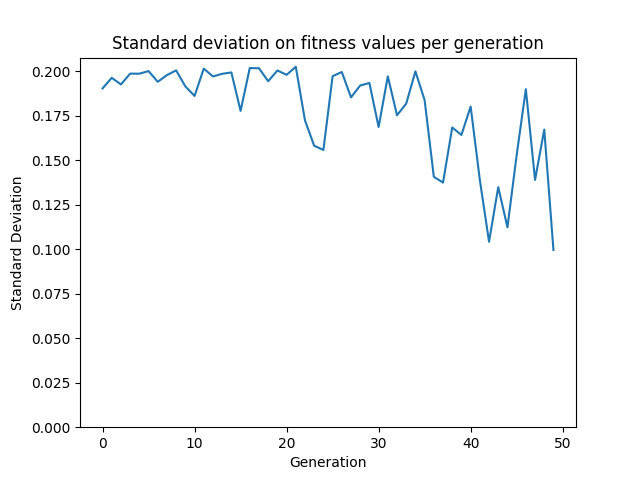 Standard deviation on fitness values per generation
0.200
0.175
0.150
0.125
0.100
0.075
0.050
0.025
0.000
Standard Deviation
0 10 20 30 40 50
Generation